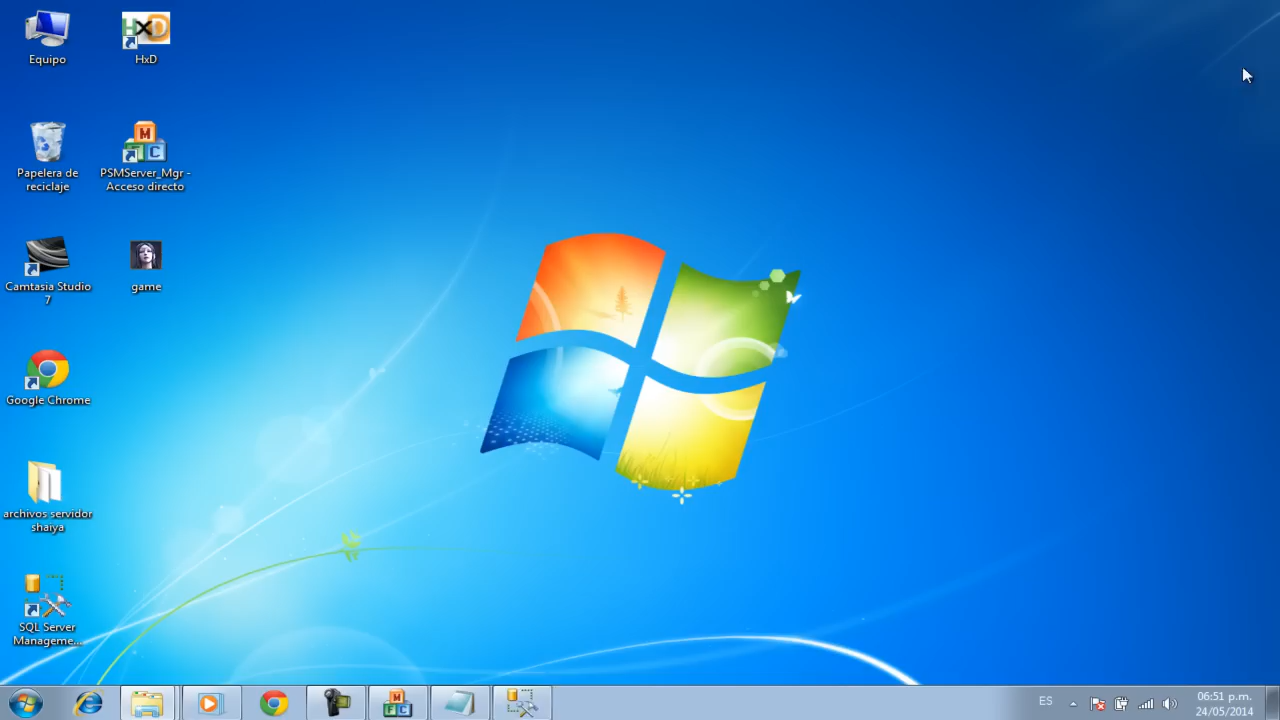 Equipo
HxD
HxD
Papelera de
reciclaje
M
C
PSMServer_Mgr -
Acceso directo
Camtasia Studio
7
game
Google Chrome
archivos servidor
shaiya
SQL Server
Manageme...
M
F C
ES
06:51 p.m.
24/05/2014